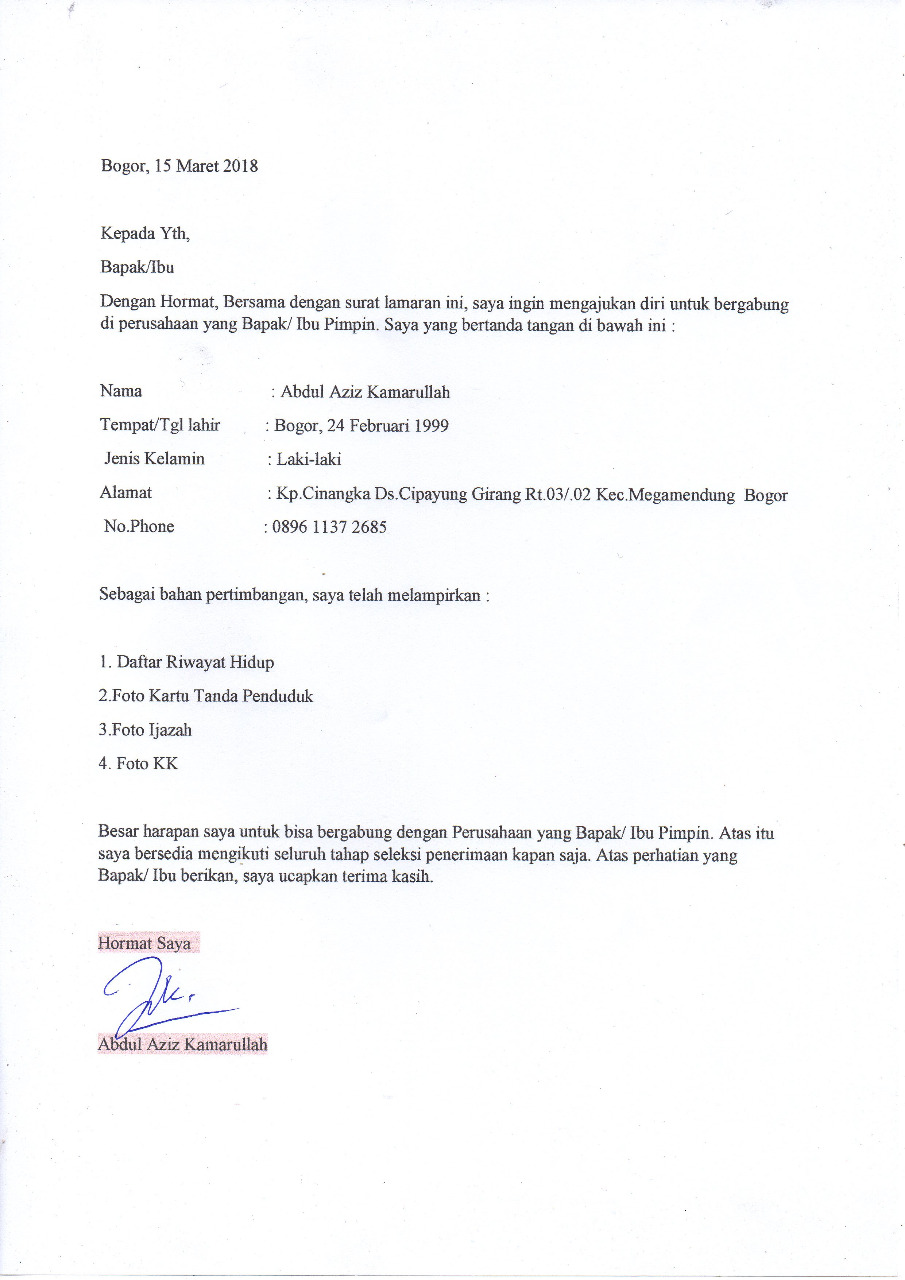 Bogor, 15 Maret 2018
Kepada Yth,
Bapak/Ibu
Dengan Hormat, Bersama dengan surat lamaran ini, saya ingin mengajukan diri untuk bergabung
di perusahaan yang Bapak/ Ibu Pimpin. Saya yang bertanda tangan di bawah ini :
Nama : Abdul Aziz Kamarullah
Tempat/Tgl lahir : Bogor, 24 Februari 1999
Jenis Kelamin : Laki-laki
Alamat : Kp.Cinangka Ds.Cipayung Girang Rt.03/.02 Kec.Megamendung Bogor
No.Phone : 0896 1137 2685
Sebagai bahan pertimbangan, saya telah melampirkan :
1. Daftar Riwayat Hidup
2.Foto Kartu Tanda Penduduk
3.Foto Ijazah
4. Foto KK
Besar harapan saya untuk bisa bergabung dengan Perusahaan yang Bapak/ Ibu Pimpin. Atas itu
saya bersedia mengikuti seluruh tahap seleksi penerimaan kapan saja. Atas perhatian yang
Bapak/ Ibu berikan, saya ucapkan terima kasih.
Hormat Saya
Abdul Aziz Kamarullah